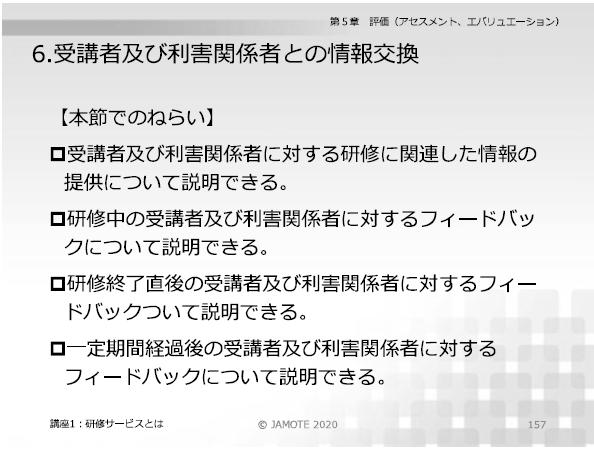 第５章　評価（アセスメント、エバリュエーション）
6.受講者及び利害関係者との情報交換
【本節でのねらい】
□受講者及び利害関係者に対する研修に関連した情報の
提供について説明できる。
□研修中の受講者及び利害関係者に対するフィードバッ
クについて説明できる。
□研修終了直後の受講者及び利害関係者に対するフィー
ドバックついて説明できる。
□一定期間経過後の受講者及び利害関係者に対する
フィードバックについて説明できる。
講座1：研修サービスとは
© JAMOTE 2020
157